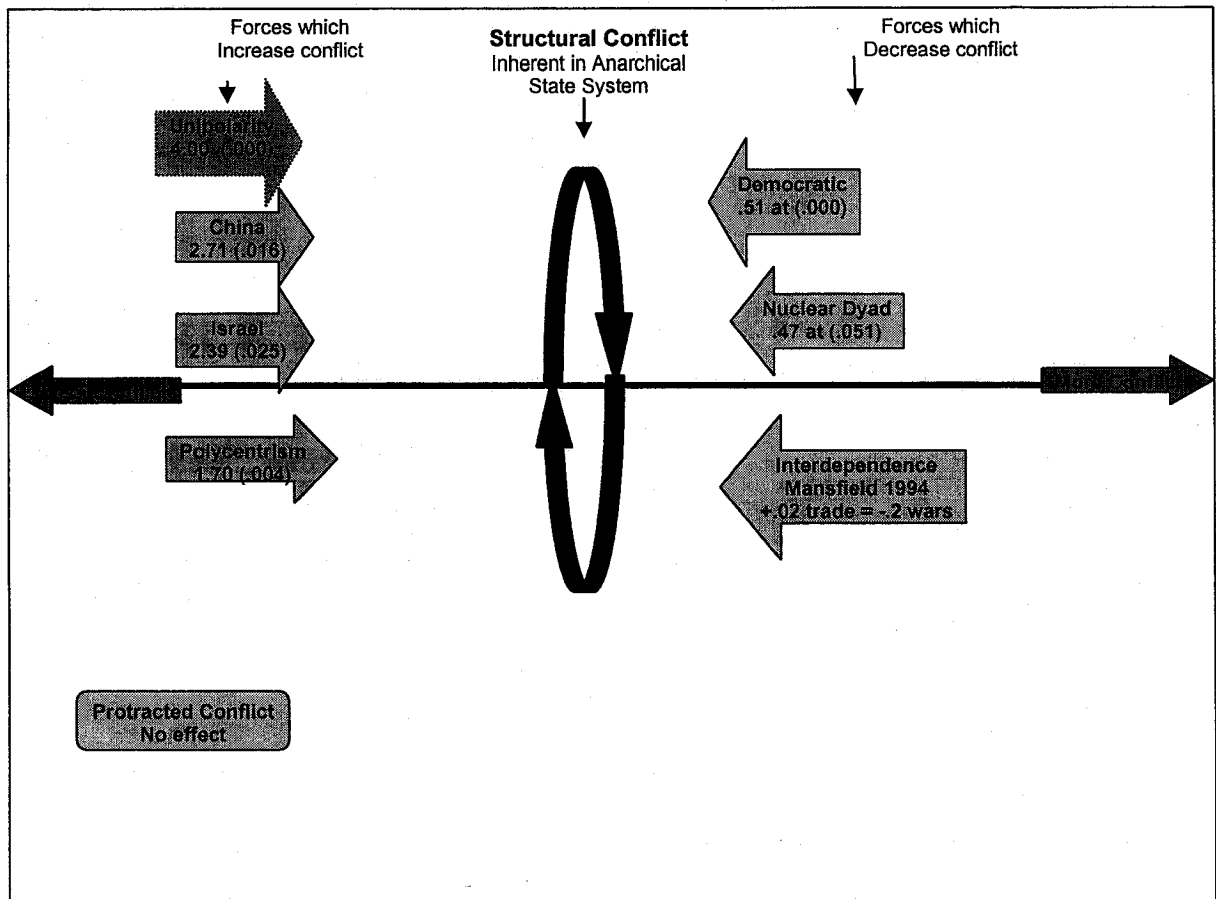 Forces which
Increase conflict
Structural Conflict
Inherent in Anarchical
State System
Forces which
Decrease conflict
Unipolarity
4.00 (.000)
China
2.71 (.016)
Israel
2.39 (.025)
Democratic
.51 at (.000)
Nuclear Dyad
.47 at (.051)
More Conflict
Polycentrism
1.70 (.004)
Interdependence
Mansfield 1994
+.02 trade = -.2 wars
Protracted Conflict
No effect